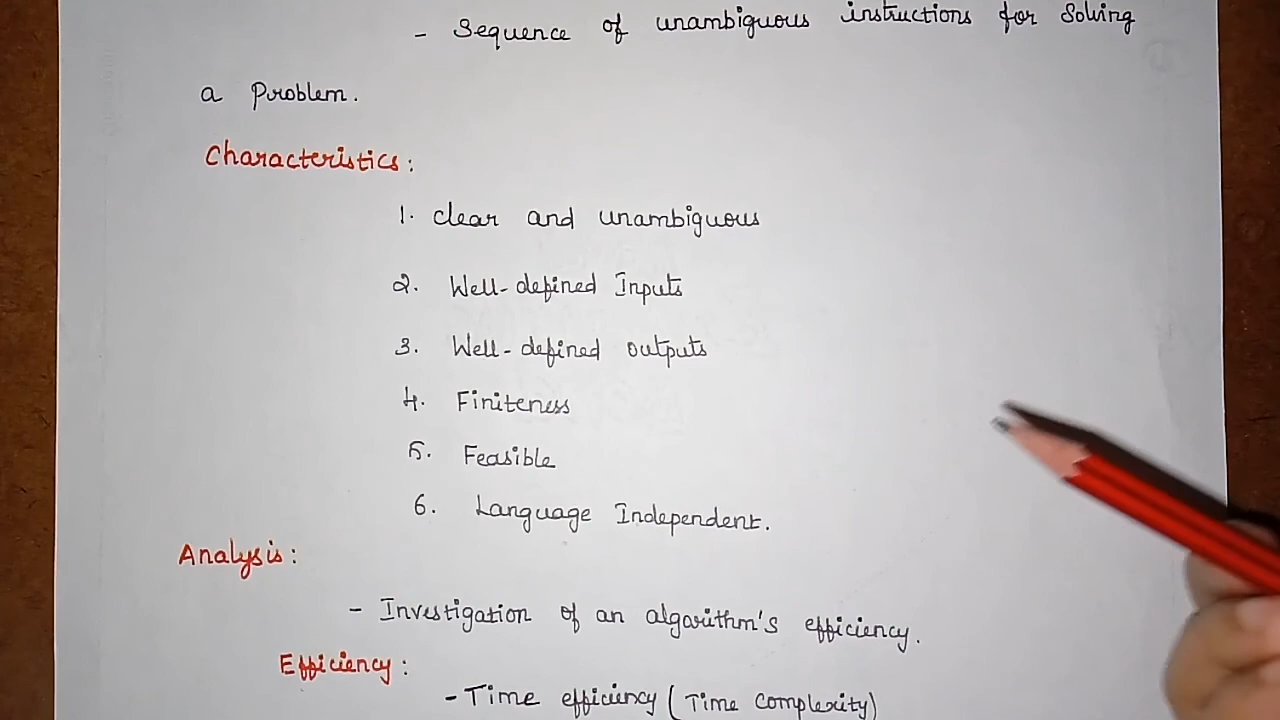 - Sequence of unambiguous instructions for Solving
a Problem.
Characteristics:
1. Clear and unambiguous
2. Well-defined Inputs
3. Well-defined outputs
4. Finiteness
5. Feasible
6. Language Independent.
Analysis:
- Investigation of an algorithm's efficiency.
Efficiency:
- Time efficiency (Time Complexity)